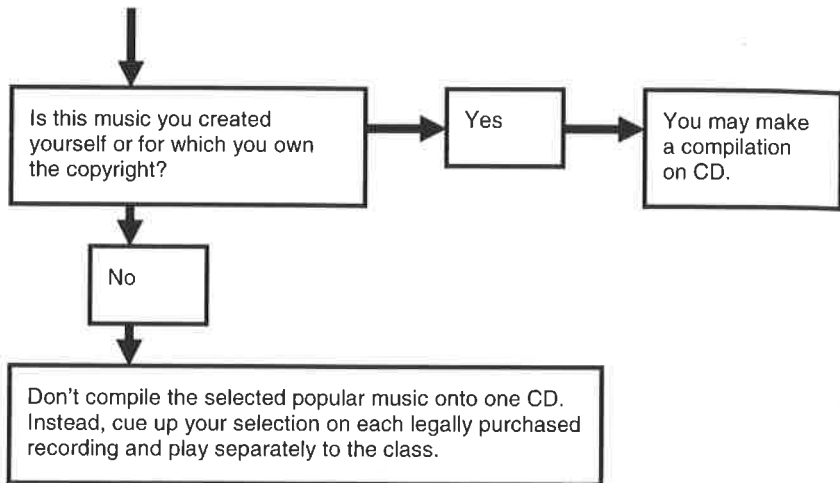 Is this music you created
yourself or for which you own
the copyright?
Yes
You may make
a compilation
on CD.
No
Don't compile the selected popular music onto one CD.
Instead, cue up your selection on each legally purchased
recording and play separately to the class.